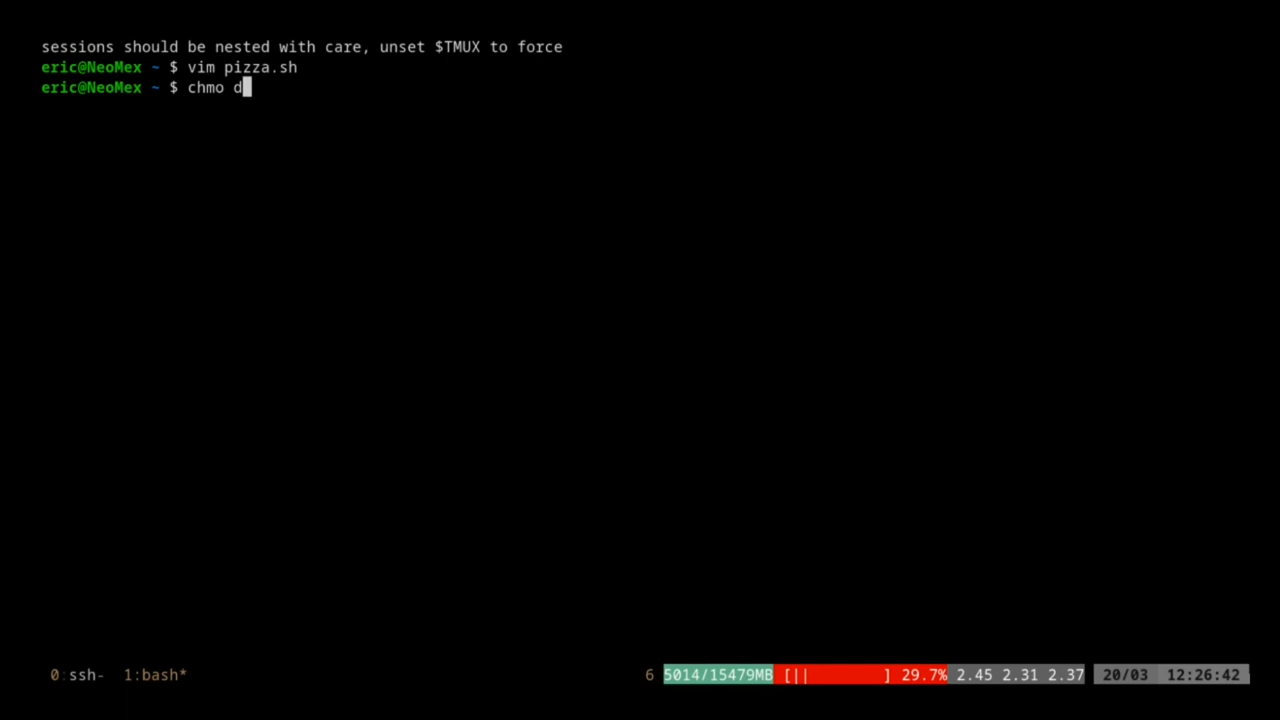 sessions should be nested with care, unset $TMUX to force
eric@NeoMex ~ $ vim pizza.sh
eric@NeoMex ~ $ chmo d
0:ssh-  1:bash*  6 5014/15479MB [||        ] 29.7% 2.45 2.31 2.37 20/03 12:26:42